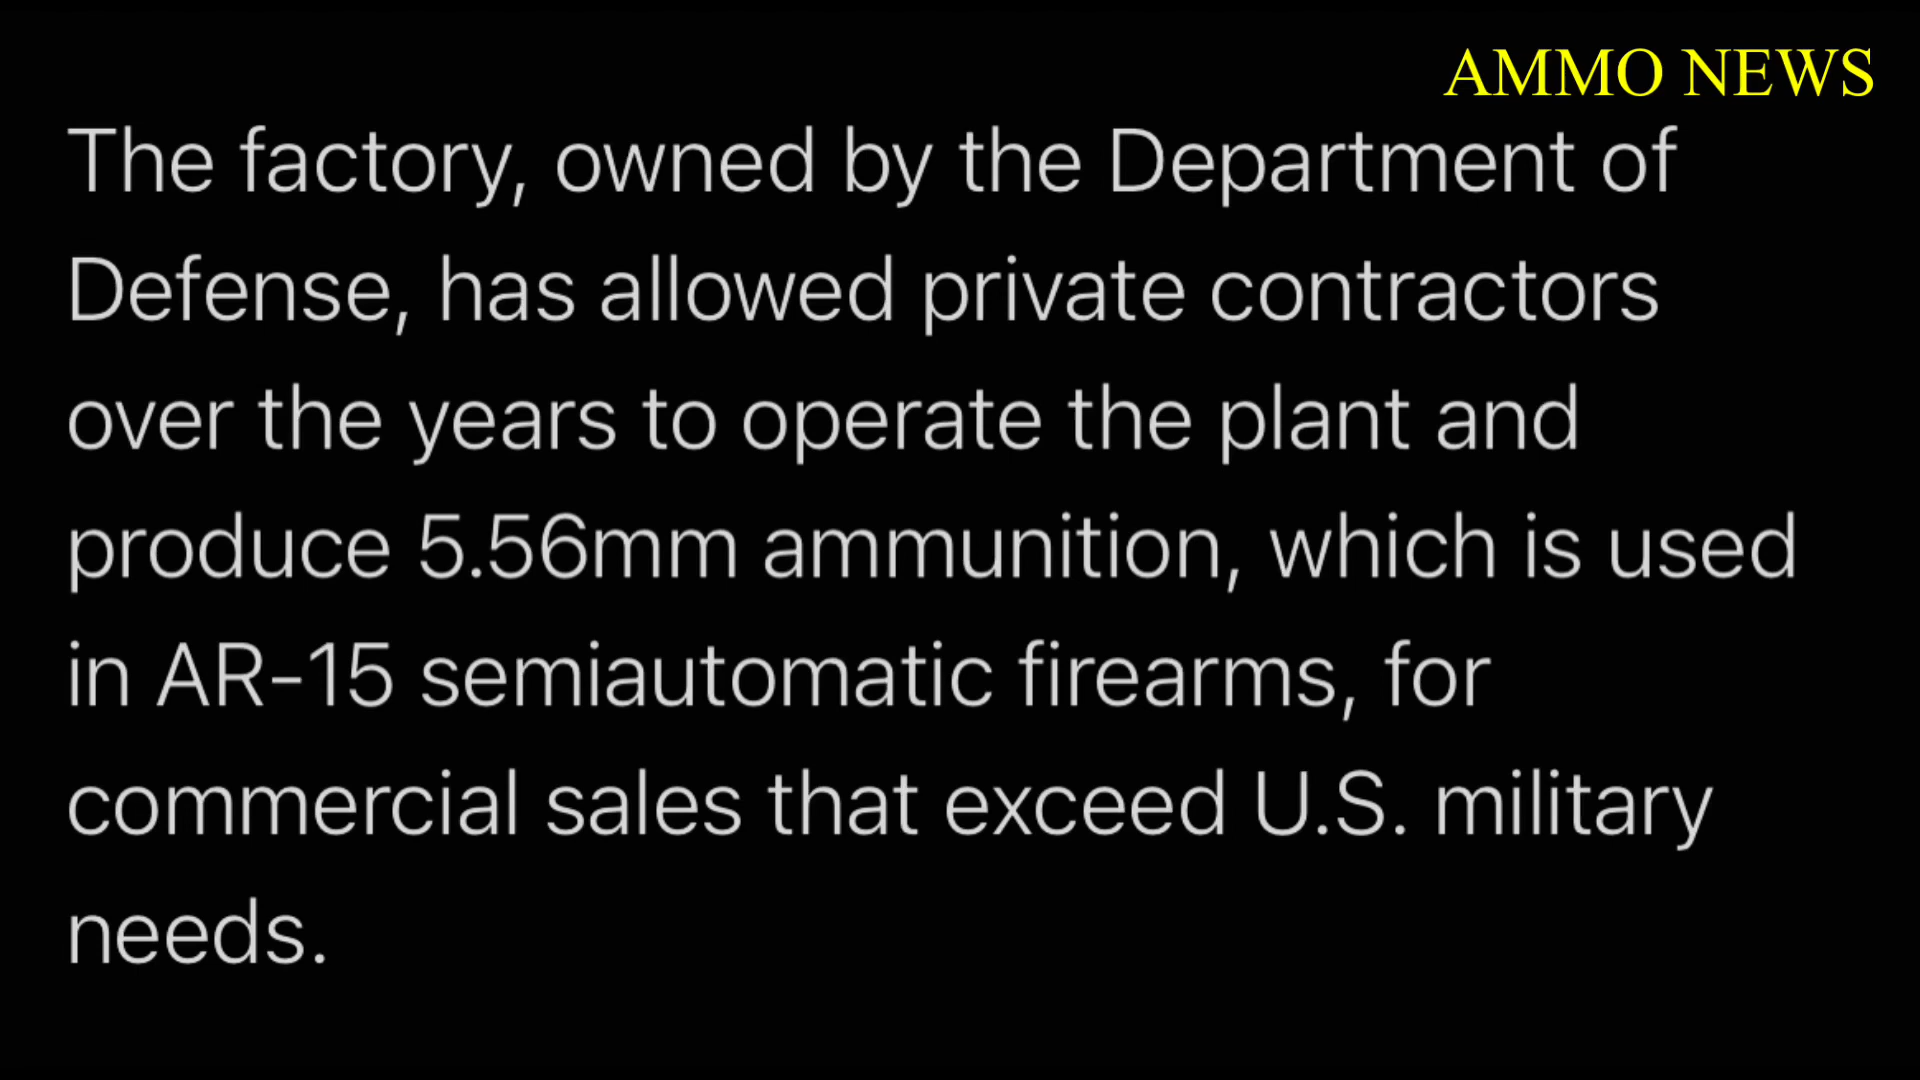 AMMO NEWS
The factory, owned by the Department of
Defense, has allowed private contractors
over the years to operate the plant and
produce 5.56mm ammunition, which is used
in AR-15 semiautomatic firearms, for
commercial sales that exceed U.S. military
needs.